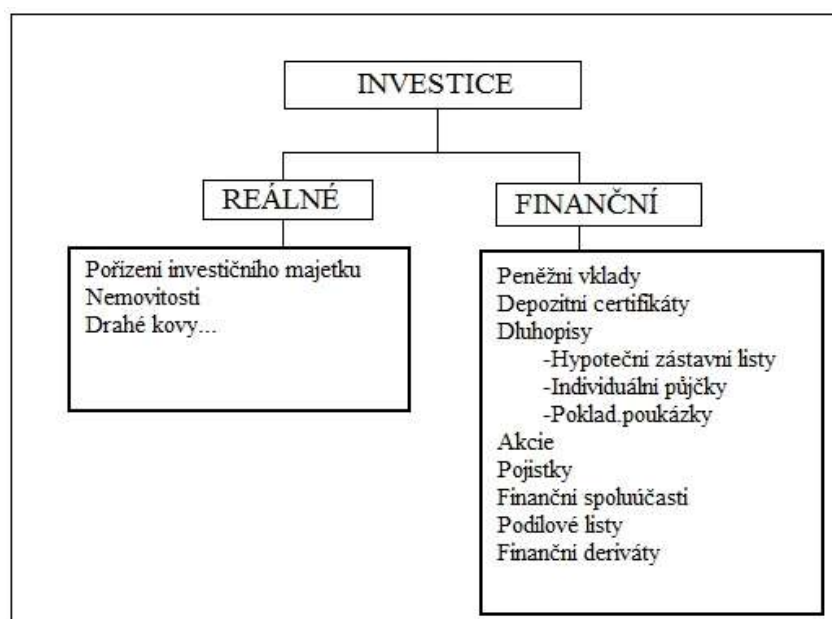 INVESTICE
REÁLNÉ
Pořízení investičního majetku
Nemovitosti
Drahé kovy...
FINANČNÍ
Peněžní vklady
Depozitní certifikáty
Dluhopisy
-Hypoteční zástavní listy
-Individuální půjčky
-Poklad.poukázky
Akcie
Pojistky
Finanční spoluúčasti
Podílové listy
Finanční deriváty